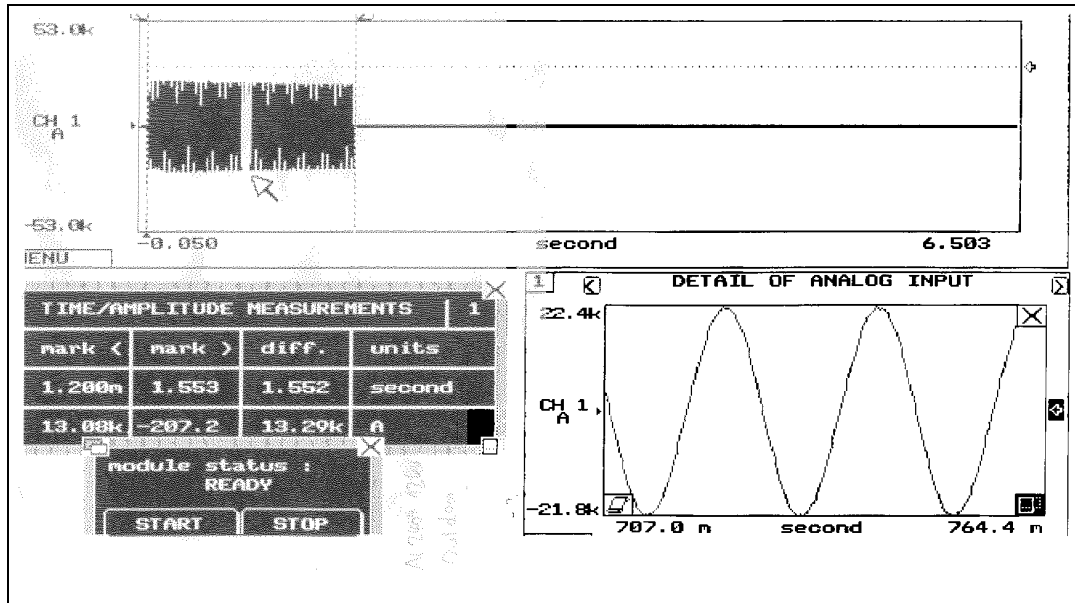 53.0k
CH 1
A
-53.0k
-0.050 second 6.503
MENU
TIME/AMPLITUDE MEASUREMENTS 1
mark < mark > diff. units
1.200m 1.553 1.552 second
13.08k -207.2 13.29k A
module status :
READY
START STOP
1 DETAIL OF ANALOG INPUT
22.4k
CH 1
A
-21.8k
707.0 m second 764.4 m